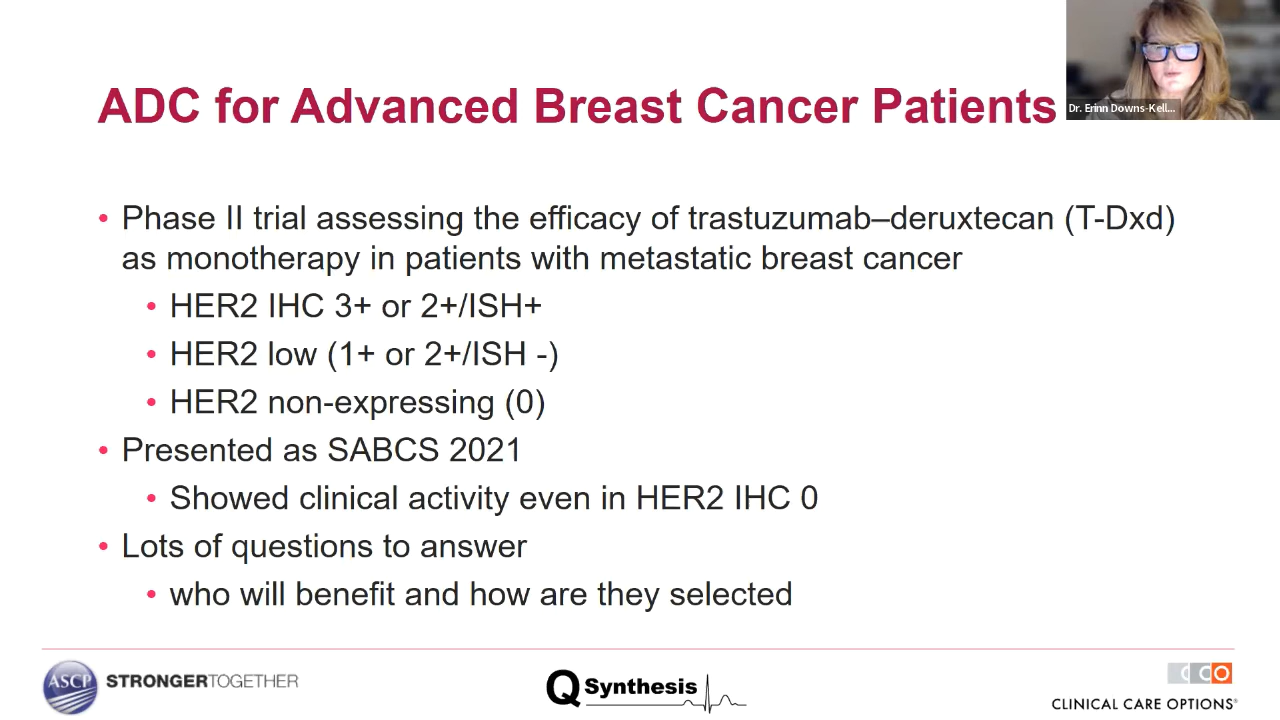 ADC for Advanced Breast Cancer Patients
Dr. Erinn Downs-Kell...
• Phase II trial assessing the efficacy of trastuzumab–deruxtecan (T-Dxd)
as monotherapy in patients with metastatic breast cancer
• HER2 IHC 3+ or 2+/ISH+
• HER2 low (1+ or 2+/ISH -)
• HER2 non-expressing (0)
• Presented as SABCS 2021
• Showed clinical activity even in HER2 IHC 0
• Lots of questions to answer
• who will benefit and how are they selected
ASCP STRONGERTOGETHER
Q Synthesis
CCO
CLINICAL CARE OPTIONS®